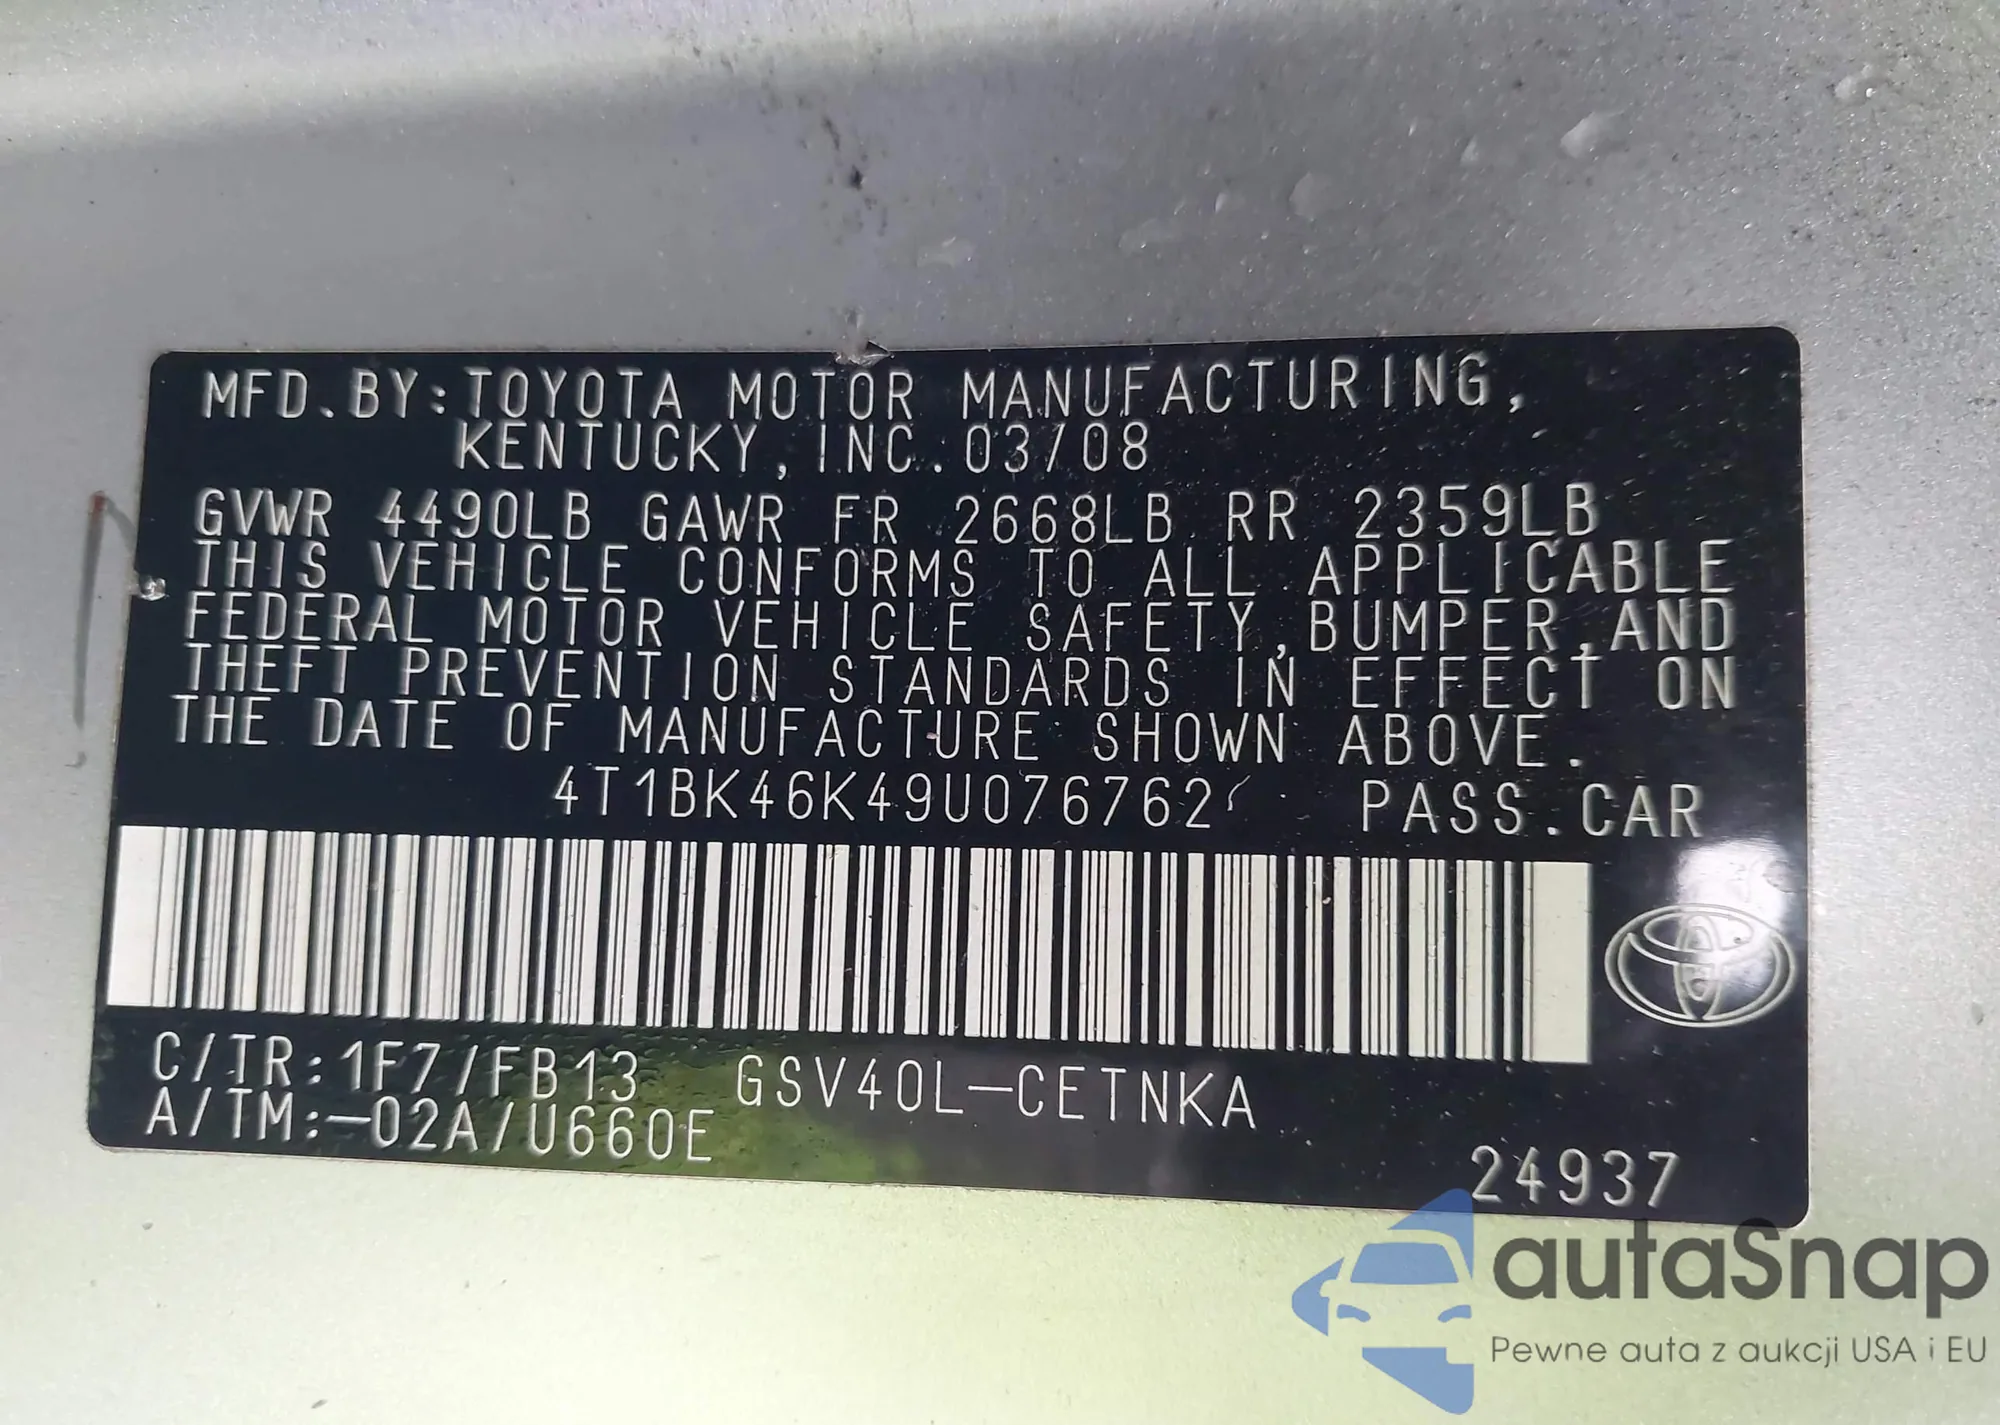 MFD.BY:TOYOTA MOTOR MANUFACTURING,
KENTUCKY,INC.03/08
GVWR 4490LB GAWR FR 2668LB RR 2359LB
THIS VEHICLE CONFORMS TO ALL APPLICABLE
FEDERAL MOTOR VEHICLE SAFETY,BUMPER,AND
THEFT PREVENTION STANDARDS IN EFFECT ON
THE DATE OF MANUFACTURE SHOWN ABOVE.
4T1BK46K49U076762 PASS.CAR
C/TR:1F7/FB13 GSV40L-CETNKA
A/TM:-02A/U660E
24937
autaSnap
Pewne auta z aukcji USA i EU